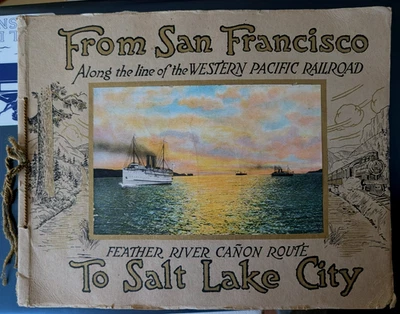 From San Francisco
Along the line of the WESTERN PACIFIC RAILROAD
FEATHER RIVER CAÑON ROUTE
To Salt Lake City